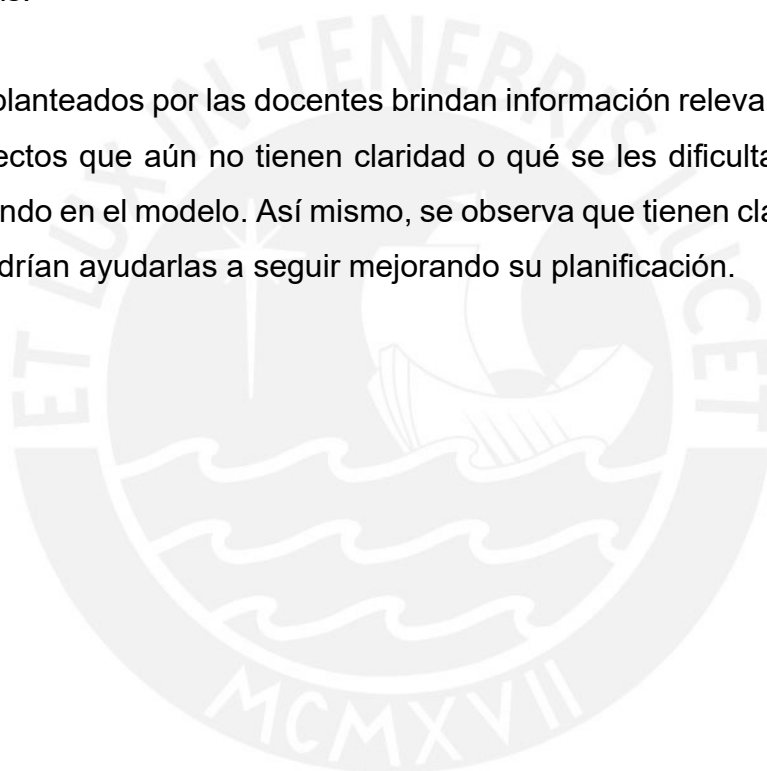 planteados por las docentes brindan información releva
ectos que aún no tienen claridad o qué se les dificulta
ndo en el modelo. Así mismo, se observa que tienen cla
drían ayudarlas a seguir mejorando su planificación.
ET LUX IN TENEBRIS LUCET
MCMXVII